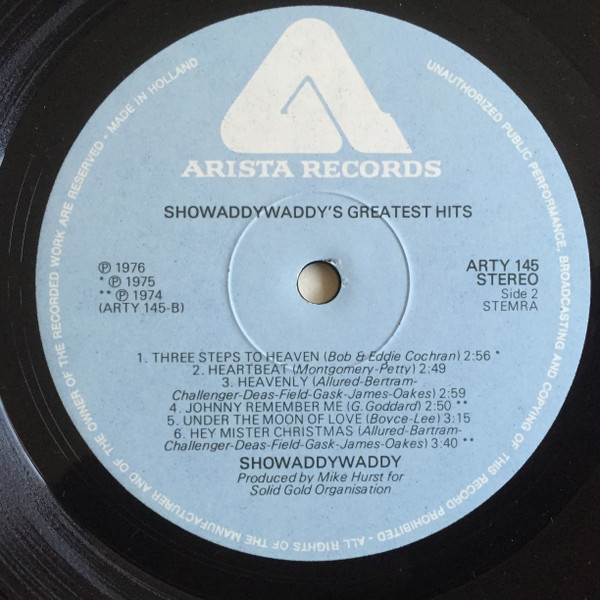 ARISTA RECORDS
SHOWADDYWADDY'S GREATEST HITS
℗ 1976
* ℗ 1975
** ℗ 1974
(ARTY 145-B)
ARTY 145
STEREO
Side 2
STEMRA
1. THREE STEPS TO HEAVEN (Bob & Eddie Cochran) 2:56 *
2. HEARTBEAT (Montgomery-Petty) 2:49
3. HEAVENLY (Allured-Bertram-
Challenger-Deas-Field-Gask-James-Oakes) 2:59
4. JOHNNY REMEMBER ME (G. Goddard) 2:50 **
5. UNDER THE MOON OF LOVE (Boyce-Lee) 3:15
6. HEY MISTER CHRISTMAS (Allured-Bartram-
Challenger-Deas-Field-Gask-James-Oakes) 3:40 **
SHOWADDYWADDY
Produced by Mike Hurst for
Solid Gold Organisation
UNAUTHORIZED PUBLIC PERFORMANCE, BROADCASTING AND COPYING OF THIS RECORD PROHIBITED - ALL RIGHTS OF THE MANUFACTURER AND OF THE OWNER OF THE RECORDED WORK ARE RESERVED - MADE IN HOLLAND